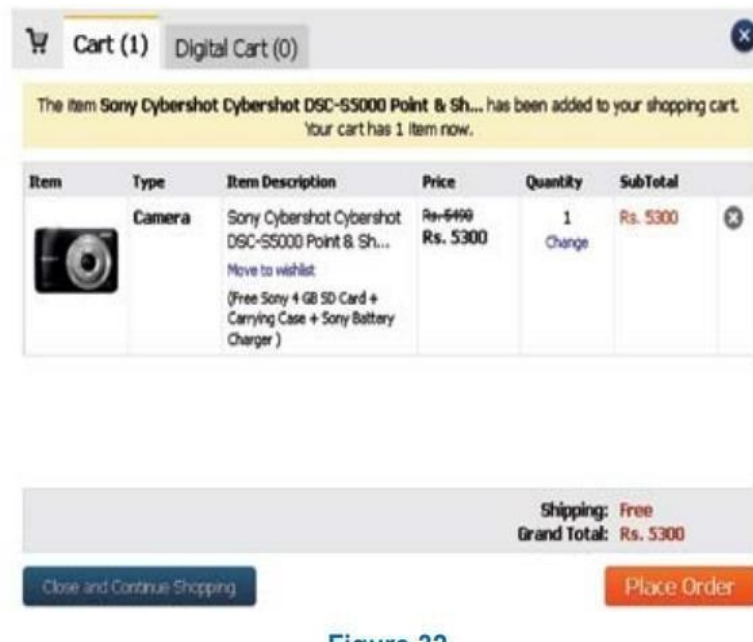 Cart (1) Digital Cart (0)
The item Sony Cybershot Cybershot DSC-S5000 Point & Sh... has been added to your shopping cart.
Your cart has 1 item now.
Item Type Item Description Price Quantity SubTotal
Camera Sony Cybershot Cybershot Rs. 5490 1 Rs. 5300
DSC-S5000 Point & Sh... Rs. 5300 Change
Move to wishlist
(Free Sony 4 GB SD Card +
Carrying Case + Sony Battery
Charger )
Shipping: Free
Grand Total: Rs. 5300
Close and Continue Shopping Place Order